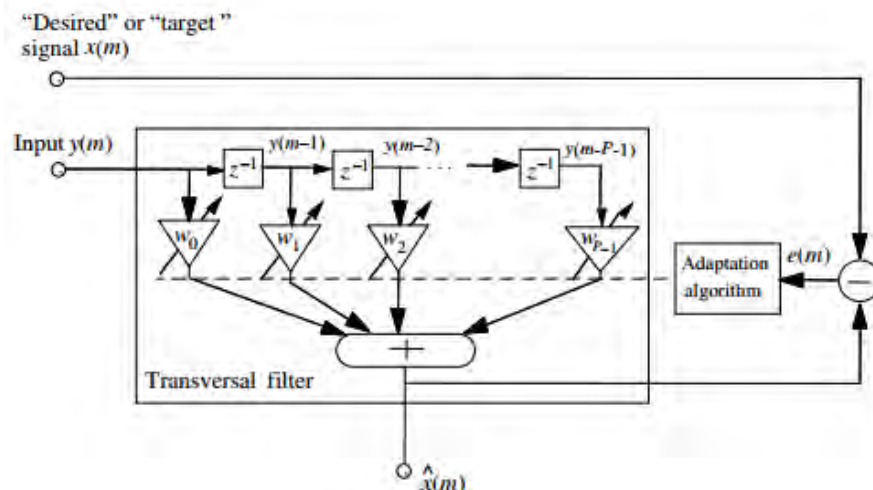 “Desired” or “target ”
signal x(m)
Input y(m)
y(m–1)
y(m–2)
. . .
y(m-P-1)
z⁻¹
z⁻¹
z⁻¹
w₀
w₁
w₂
w_P–1
Adaptation
algorithm
e(m)
–
+
Transversal filter
x̂(m)